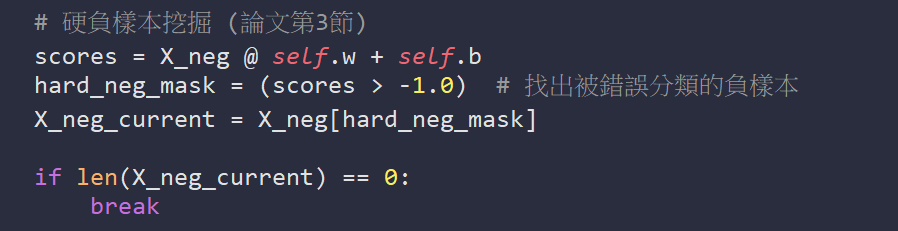 # 硬負樣本挖掘 (論文第3節)
scores = X_neg @ self.w + self.b
hard_neg_mask = (scores > -1.0)  # 找出被錯誤分類的負樣本
X_neg_current = X_neg[hard_neg_mask]
if len(X_neg_current) == 0:
    break